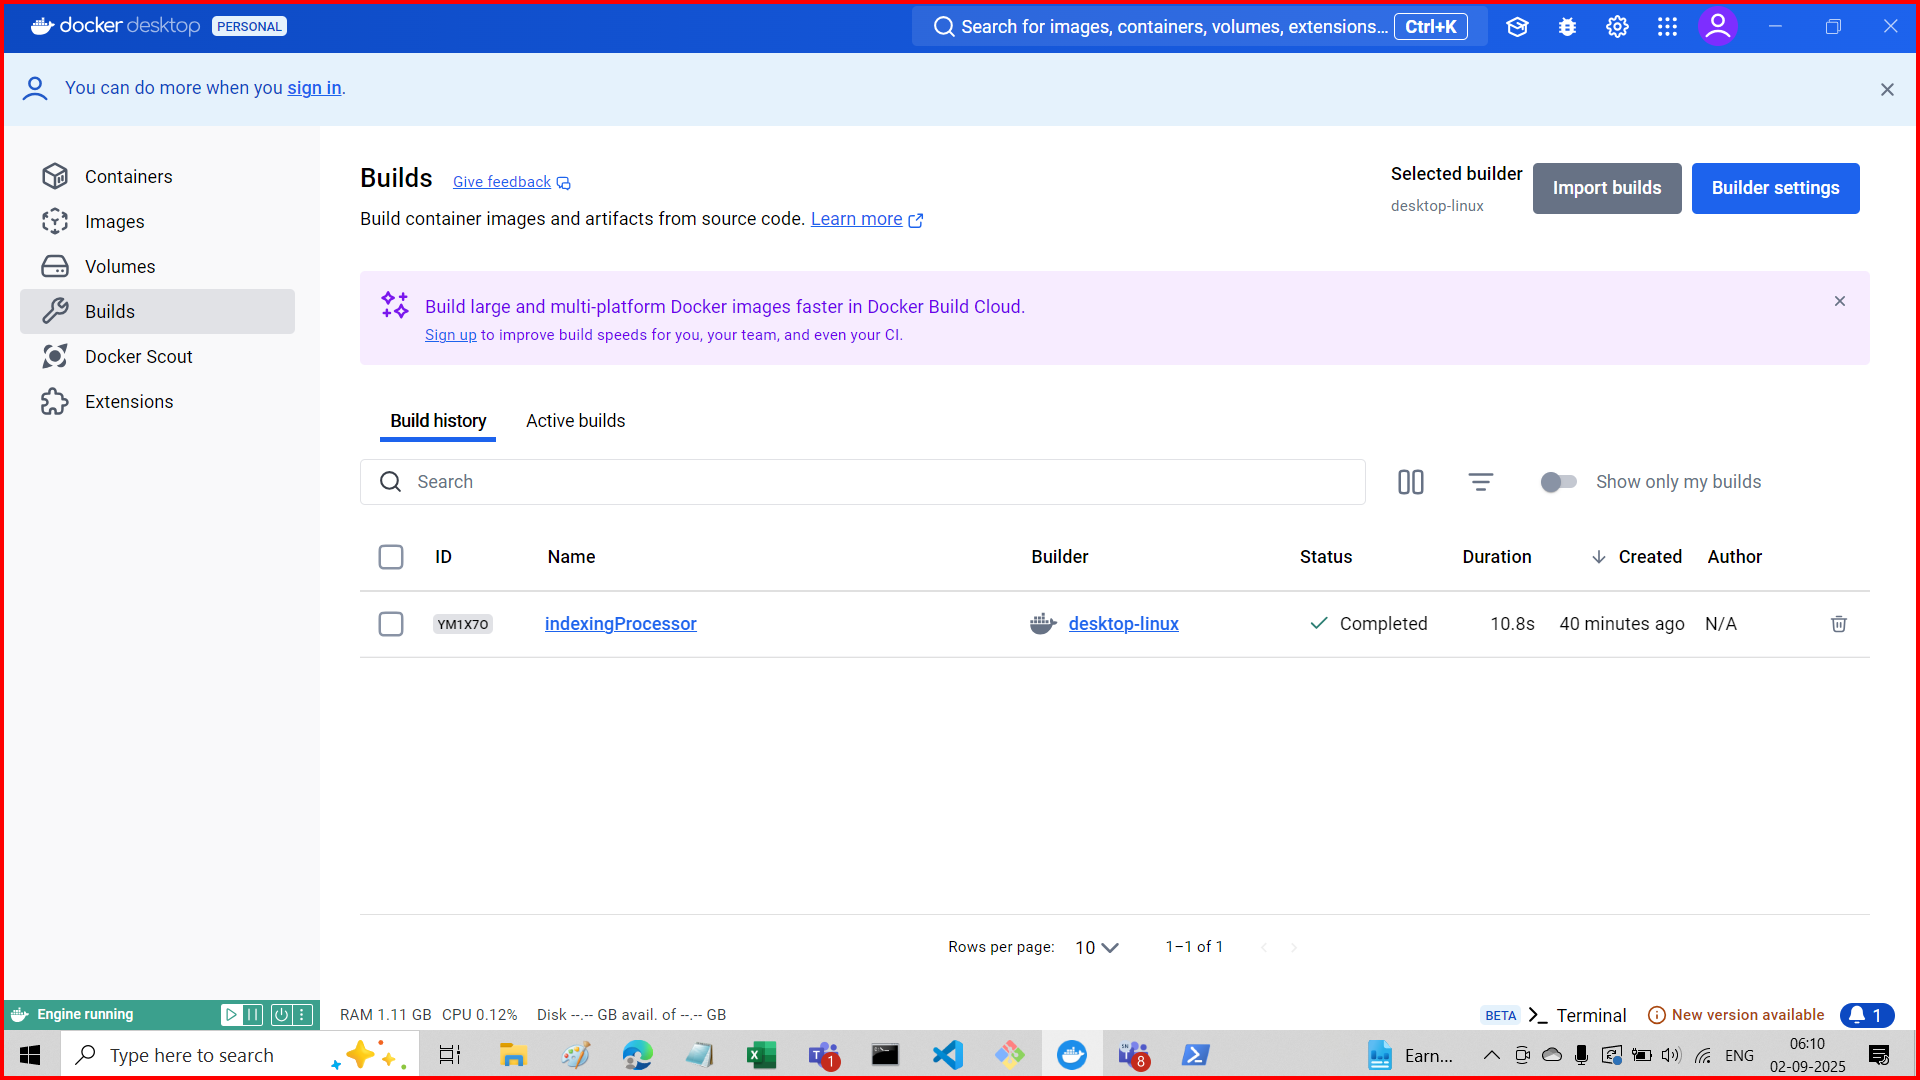 docker desktop PERSONAL
Search for images, containers, volumes, extensions... Ctrl+K
You can do more when you sign in.
Containers
Images
Volumes
Builds
Docker Scout
Extensions
Builds Give feedback
Build container images and artifacts from source code. Learn more
Selected builder
desktop-linux
Import builds
Builder settings
Build large and multi-platform Docker images faster in Docker Build Cloud.
Sign up to improve build speeds for you, your team, and even your CI.
Build history Active builds
Search
Show only my builds
ID Name Builder Status Duration Created Author
YM1X7O indexingProcessor desktop-linux Completed 10.8s 40 minutes ago N/A
Rows per page: 10 1–1 of 1
Engine running
RAM 1.11 GB CPU 0.12% Disk --.-- GB avail. of --.-- GB
BETA Terminal New version available 1
Type here to search
1
SN
8
Earn...
ENG
06:10
02-09-2025